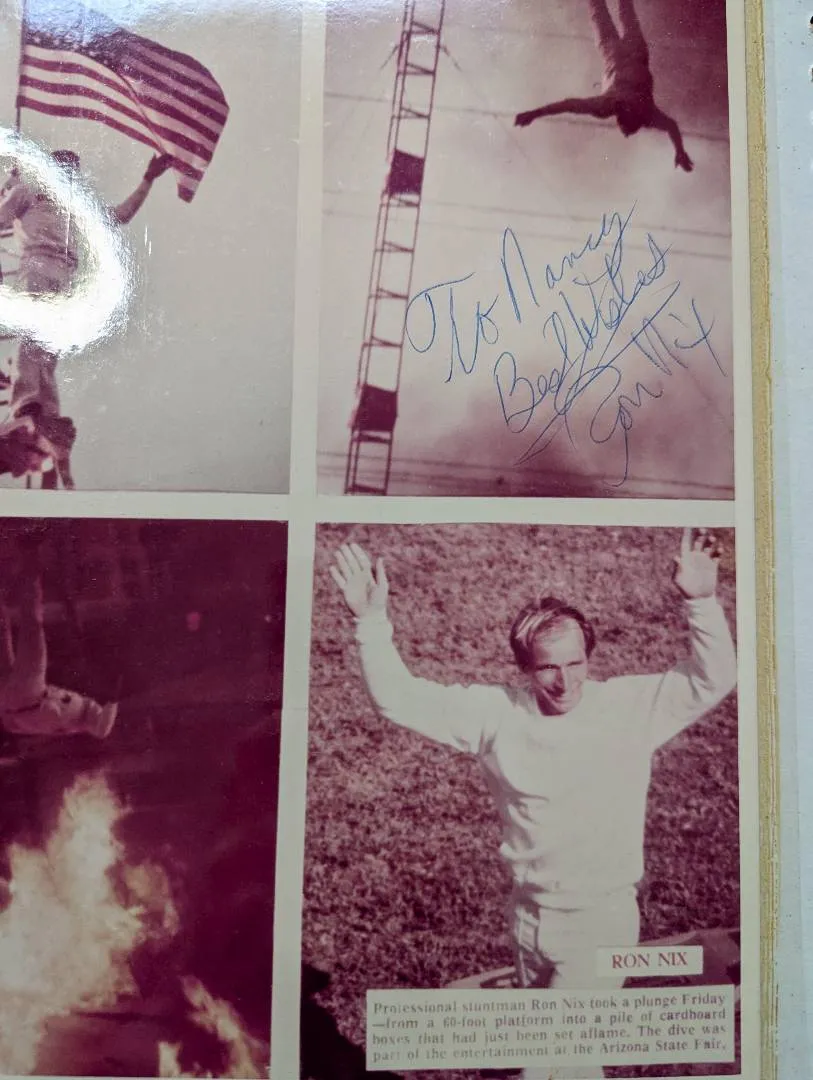 To Nancy
Best Wishes
Ron Nix
RON NIX
Professional stuntman Ron Nix took a plunge Friday
—from a 60-foot platform into a pile of cardboard
boxes that had just been set aflame. The dive was
part of the entertainment at the Arizona State Fair.